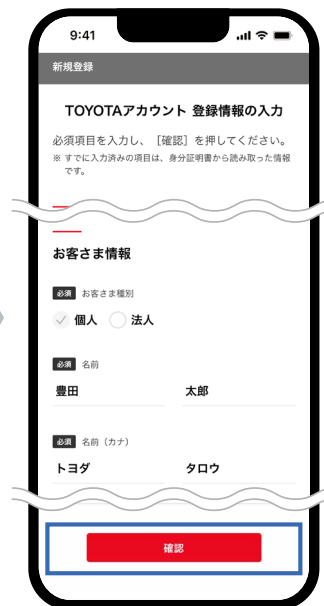 9:41
新規登録
TOYOTAアカウント 登録情報の入力
必須項目を入力し、［確認］を押してください。
※ すでに入力済みの項目は、身分証明書から読み取った情報
です。
お客さま情報
必須 お客さま種別
個人 法人
必須 名前
豊田 太郎
必須 名前（カナ）
トヨダ タロウ
確認